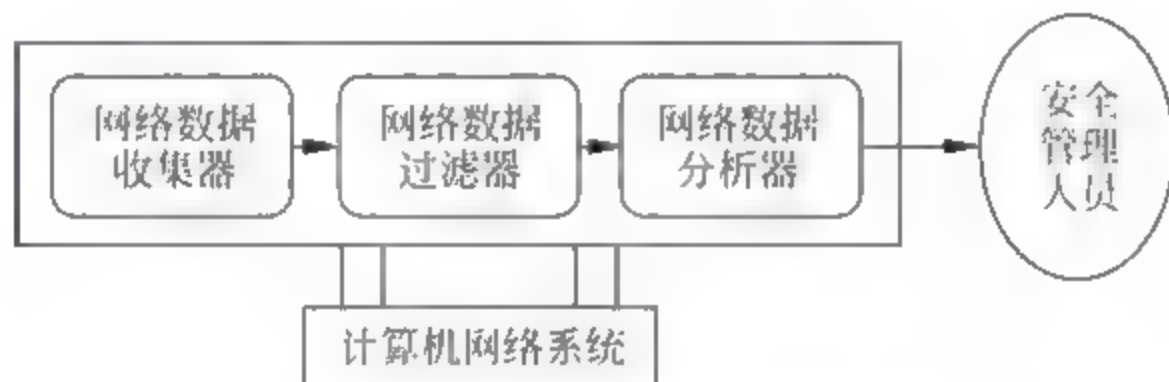 网络数据
收集器
网络数据
过滤器
网络数据
分析器
安全
管理
人员
计算机网络系统